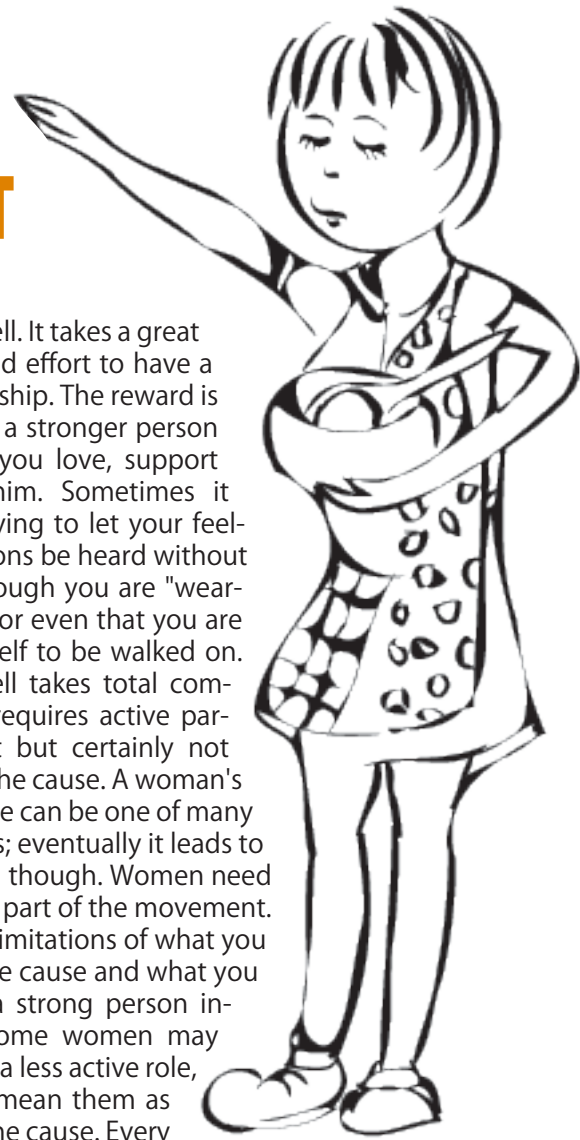 T
ell. It takes a great
d effort to have a
ship. The reward is
a stronger person
you love, support
him. Sometimes it
ving to let your feel-
ons be heard without
ough you are "wear-
or even that you are
elf to be walked on.
ell takes total com-
requires active par-
t but certainly not
he cause. A woman's
e can be one of many
s; eventually it leads to
though. Women need
part of the movement.
imitations of what you
e cause and what you
n strong person in-
ome women may
a less active role,
mean them as
he cause. Every